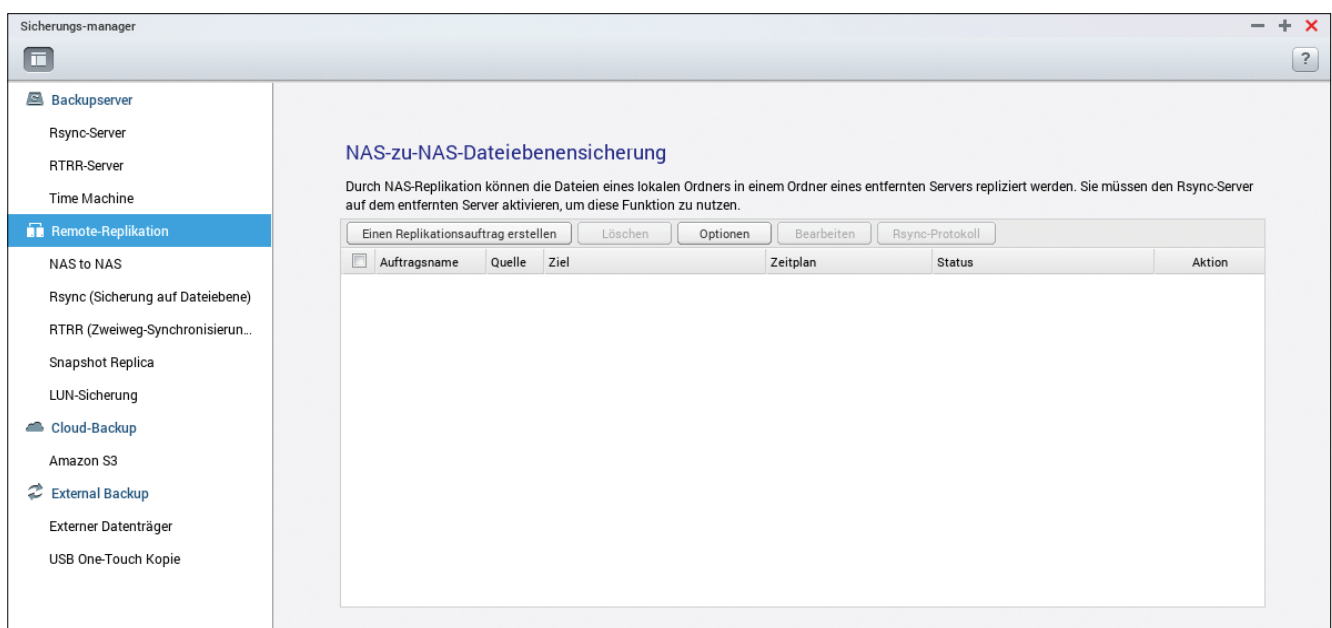 Sicherungs-manager
?
Backupserver
Rsync-Server
RTRR-Server
Time Machine
Remote-Replikation
NAS to NAS
Rsync (Sicherung auf Dateiebene)
RTRR (Zweiweg-Synchronisierun...
Snapshot Replica
LUN-Sicherung
Cloud-Backup
Amazon S3
External Backup
Externer Datenträger
USB One-Touch Kopie
NAS-zu-NAS-Dateiebenensicherung
Durch NAS-Replikation können die Dateien eines lokalen Ordners in einem Ordner eines entfernten Servers repliziert werden. Sie müssen den Rsync-Server
auf dem entfernten Server aktivieren, um diese Funktion zu nutzen.
Einen Replikationsauftrag erstellen Löschen Optionen Bearbeiten Rsync-Protokoll
Auftragsname Quelle Ziel Zeitplan Status Aktion